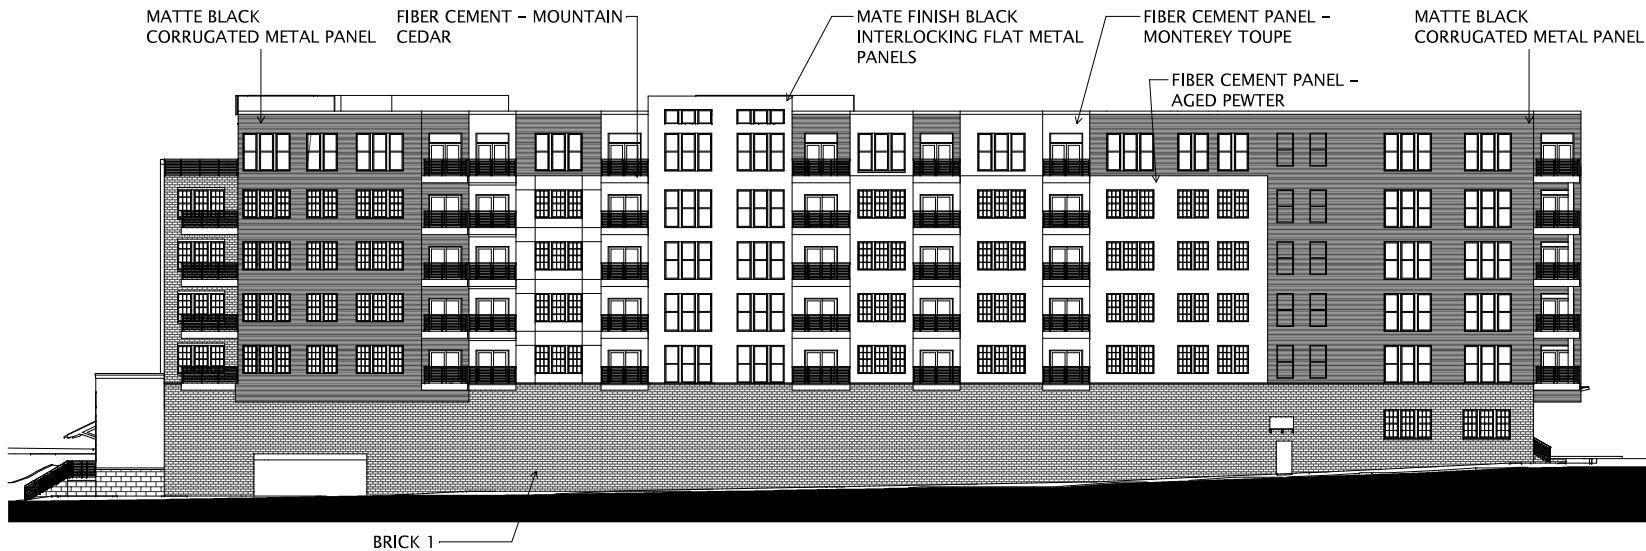 MATTE BLACK
CORRUGATED METAL PANEL
FIBER CEMENT – MOUNTAIN
CEDAR
MATE FINISH BLACK
INTERLOCKING FLAT METAL
PANELS
FIBER CEMENT PANEL –
MONTEREY TOUPE
FIBER CEMENT PANEL –
AGED PEWTER
MATTE BLACK
CORRUGATED METAL PANEL
BRICK 1